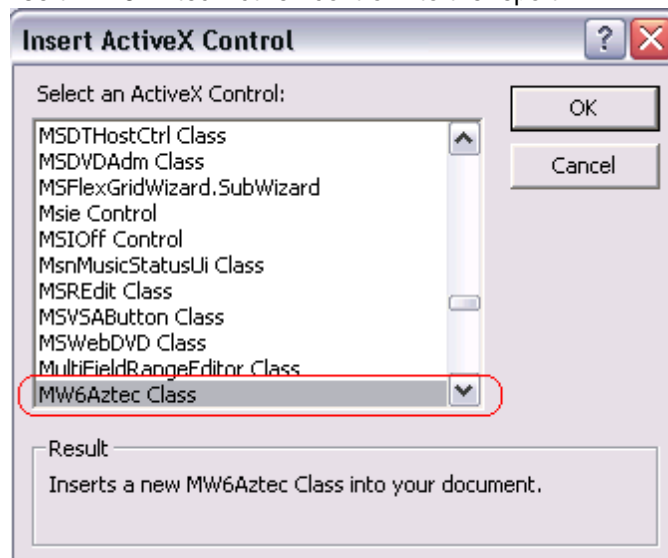 Insert ActiveX Control
Select an ActiveX Control:
OK
MSDTHostCtrl Class
MSDVDAdm Class
Cancel
MSFlexGridWizard.SubWizard
Msie Control
MSIOff Control
MsnMusicStatusUi Class
MSREdit Class
MSVSAButton Class
MSWebDVD Class
MultiFieldRangeEditor Class
MW6Aztec Class
Result
Inserts a new MW6Aztec Class into your document.